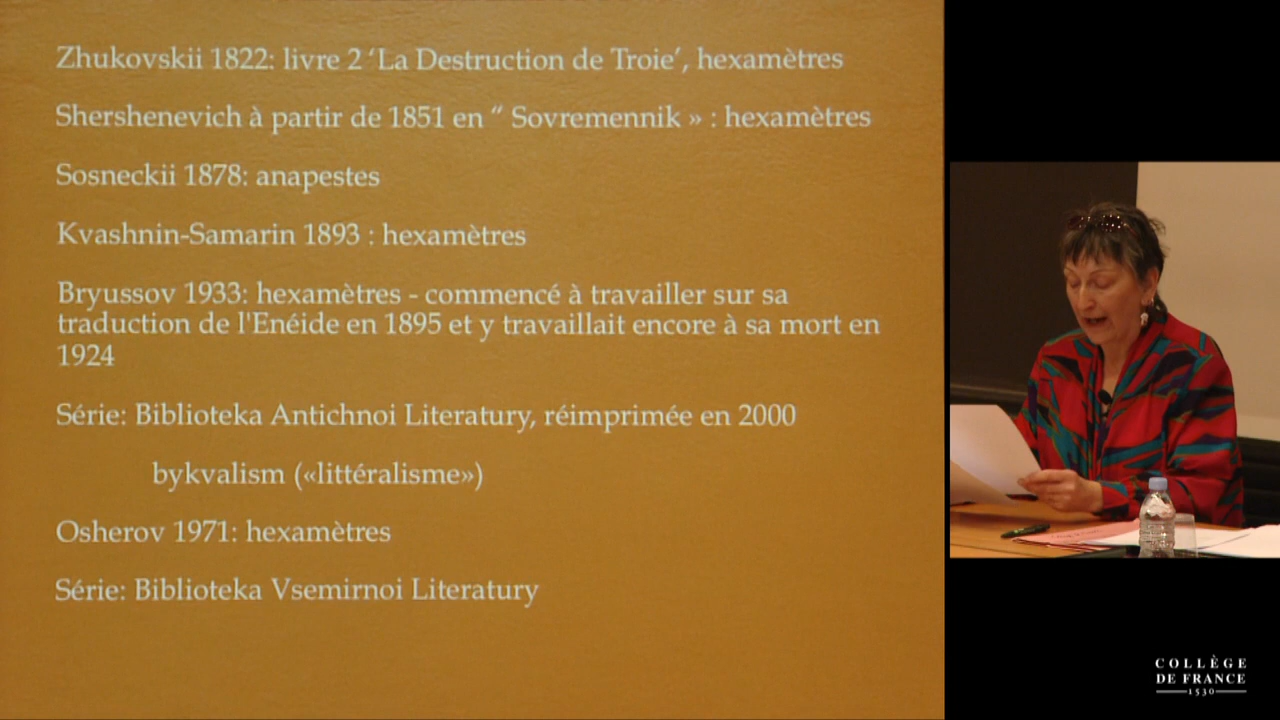 Zhukovskii 1822: livre 2 ‘La Destruction de Troie’, hexamètres
Shershenevich à partir de 1851 en “ Sovremennik » : hexamètres
Sosneckii 1878: anapestes
Kvashnin-Samarin 1893 : hexamètres
Bryussov 1933: hexamètres - commencé à travailler sur sa
traduction de l'Enéide en 1895 et y travaillait encore à sa mort en
1924
Série: Biblioteka Antichnoi Literatury, réimprimée en 2000
bykvalism («littéralisme»)
Osherov 1971: hexamètres
Série: Biblioteka Vsemirnoi Literatury
COLLÈGE
DE FRANCE
1530